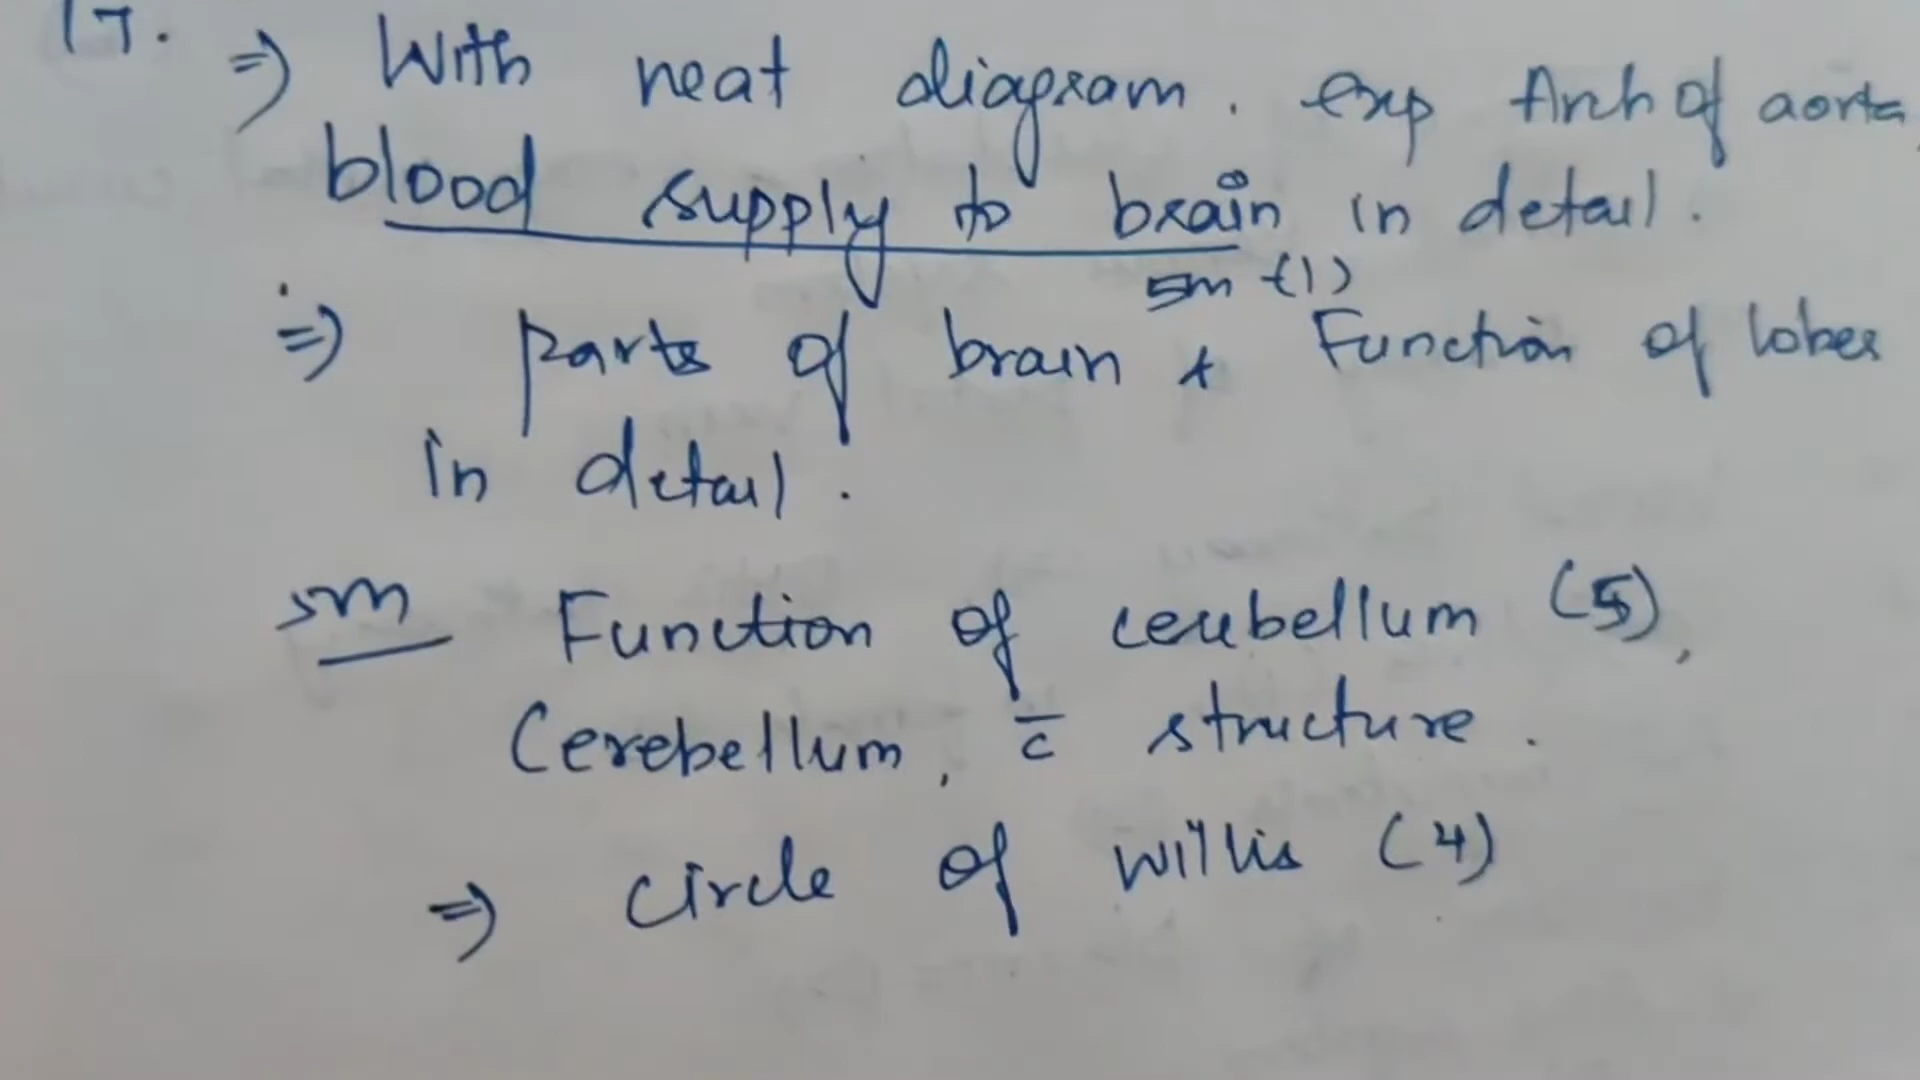 17. ⇒ With neat diagram. exp Arch of aorta,
blood supply to brain in detail.
5m (1)
⇒ parts of brain & Function of lobes
in detail.
5m Function of cerebellum (5),
Cerebellum, c̄ structure.
⇒ circle of willis (4)